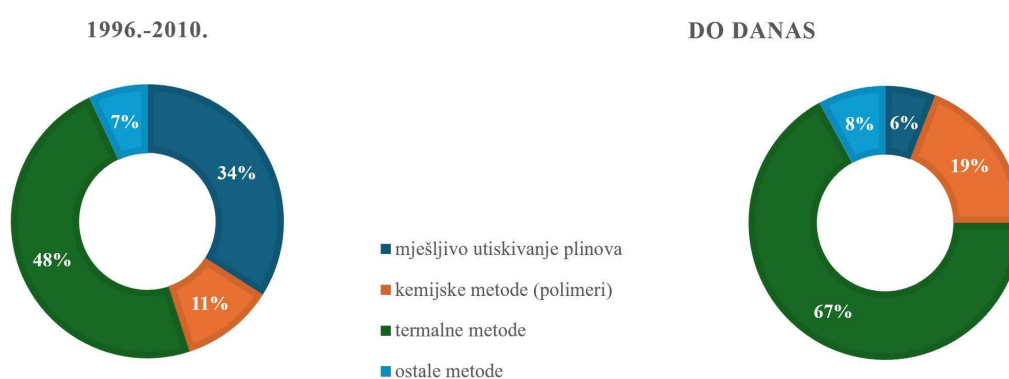 1996.-2010.
DO DANAS
7%
34%
48%
11%
8%
6%
19%
67%
mješljivo utiskivanje plinova
kemijske metode (polimeri)
termalne metode
ostale metode